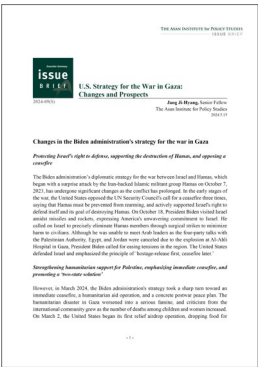 THE ASAN INSTITUTE for POLICY STUDIES
ISSUE BRIEF
issue
BRIEF
2024-09(S)
U.S. Strategy for the War in Gaza:
Changes and Prospects
Jang Ji-Hyang, Senior Fellow
The Asan Institute for Policy Studies
Changes in the Biden administration's strategy for the war in Gaza
Protecting Israel's right to defense, supporting the destruction of Hamas, and opposing a
ceasefire
The Biden administration's diplomatic strategy for the war between Israel and Hamas, which
began with a surprise attack by the Iran-backed Islamic militant group Hamas on October 7,
2023, has undergone significant changes as the conflict has prolonged. In the early stages of
the war, the United States opposed the UN Security Council's call for a ceasefire three times,
saying that Hamas must be prevented from rearming, and actively supported Israel's right to
defend itself and its goal of destroying Hamas. On October 18, President Biden visited Israel
amidst missiles and rockets, expressing America's unwavering commitment to Israel. He
called on Israel to precisely eliminate Hamas members through surgical strikes to minimize
harm to civilians. Although he was unable to meet Arab leaders as the four-party talks with
the Palestinian Authority, Egypt, and Jordan were canceled due to the explosion at Al-Ahli
Hospital in Gaza, President Biden called for easing tensions in the region. The United States
defended Israel and emphasized the principle of 'hostage-release first, ceasefire later.'
Strengthening humanitarian support for Palestine, emphasizing immediate ceasefire, and
promoting a 'two-state solution'
However, in March 2024, the Biden administration's strategy took a sharp turn toward an
immediate ceasefire, a humanitarian aid operation, and a concrete postwar peace plan. The
humanitarian disaster in Gaza worsened into a serious famine, and criticism from the
international community grew as the number of deaths among children and women increased.
On March 2, the United States began its first relief airdrop operation, dropping food for
- 1 -